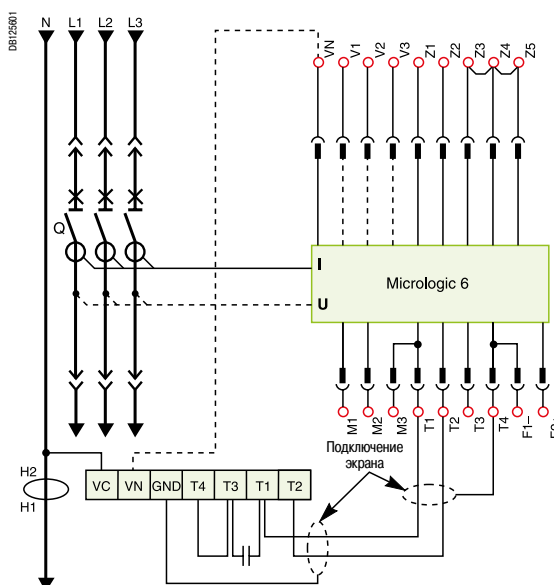 DB125601
N L1 L2 L3
VN V1 V2 V3 Z1 Z2 Z3 Z4 Z5
Q
I
U
Micrologic 6
M1 M2 M3 T1 T2 T3 T4 F1–
Подключение
экрана
H2
H1
VC VN GND T4 T3 T1 T2